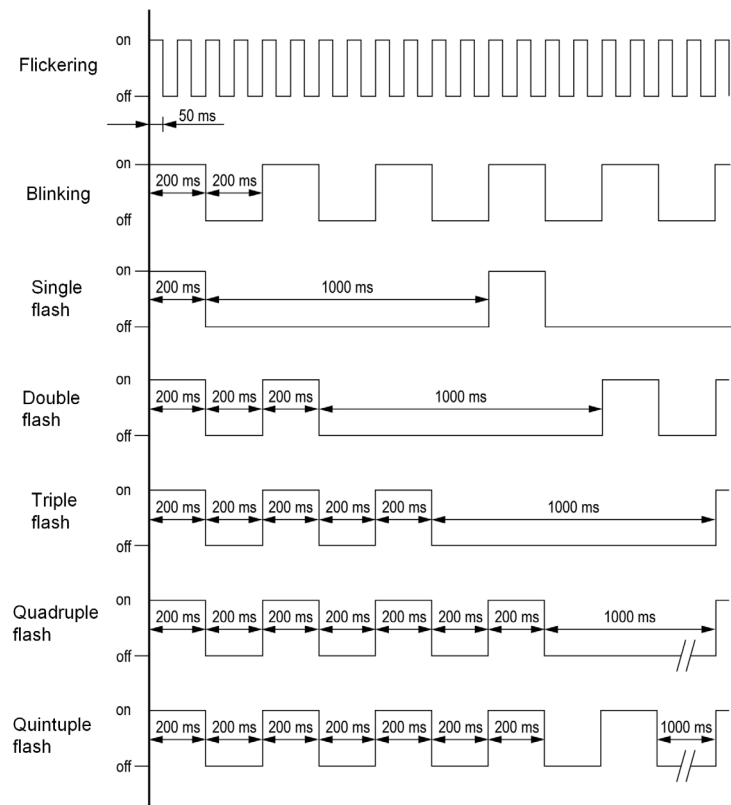 on
Flickering
off
50 ms
on
200 ms 200 ms
Blinking
off
on
Single
flash
200 ms 1000 ms
off
on
Double
flash
200 ms 200 ms 200 ms 1000 ms
off
on
Triple
flash
200 ms 200 ms 200 ms 200 ms 200 ms 1000 ms
off
on
Quadruple
flash
200 ms 200 ms 200 ms 200 ms 200 ms 200 ms 200 ms 1000 ms
off
on
Quintuple
flash
200 ms 200 ms 200 ms 200 ms 200 ms 200 ms 200 ms 1000 ms
off